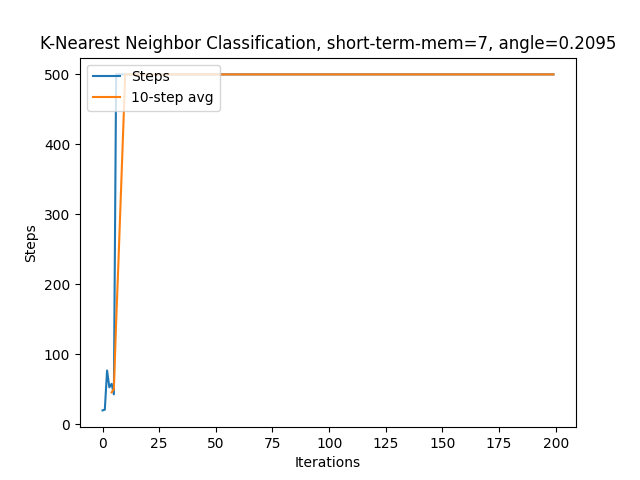 K-Nearest Neighbor Classification, short-term-mem=7, angle=0.2095
Steps
10-step avg
500
400
300
200
100
0
Steps
0 25 50 75 100 125 150 175 200
Iterations